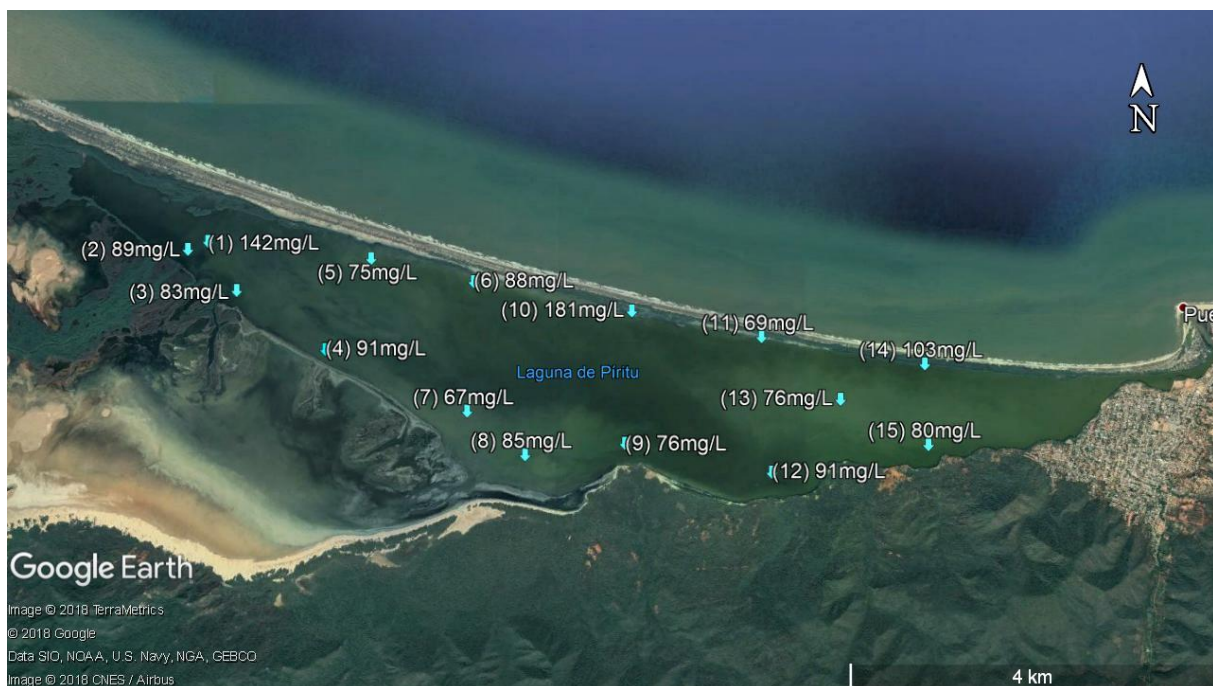 N
(1) 142mg/L
(2) 89mg/L
(5) 75mg/L
(6) 88mg/L
(3) 83mg/L
(10) 181mg/L
Pue
(11) 69mg/L
(4) 91mg/L
(14) 103mg/L
Laguna de Píritu
(7) 67mg/L
(13) 76mg/L
(15) 80mg/L
(8) 85mg/L
(9) 76mg/L
(12) 91mg/L
Google Earth
Image © 2018 TerraMetrics
© 2018 Google
Data SIO, NOAA, U.S. Navy, NGA, GEBCO
Image © 2018 CNES / Airbus
4 km